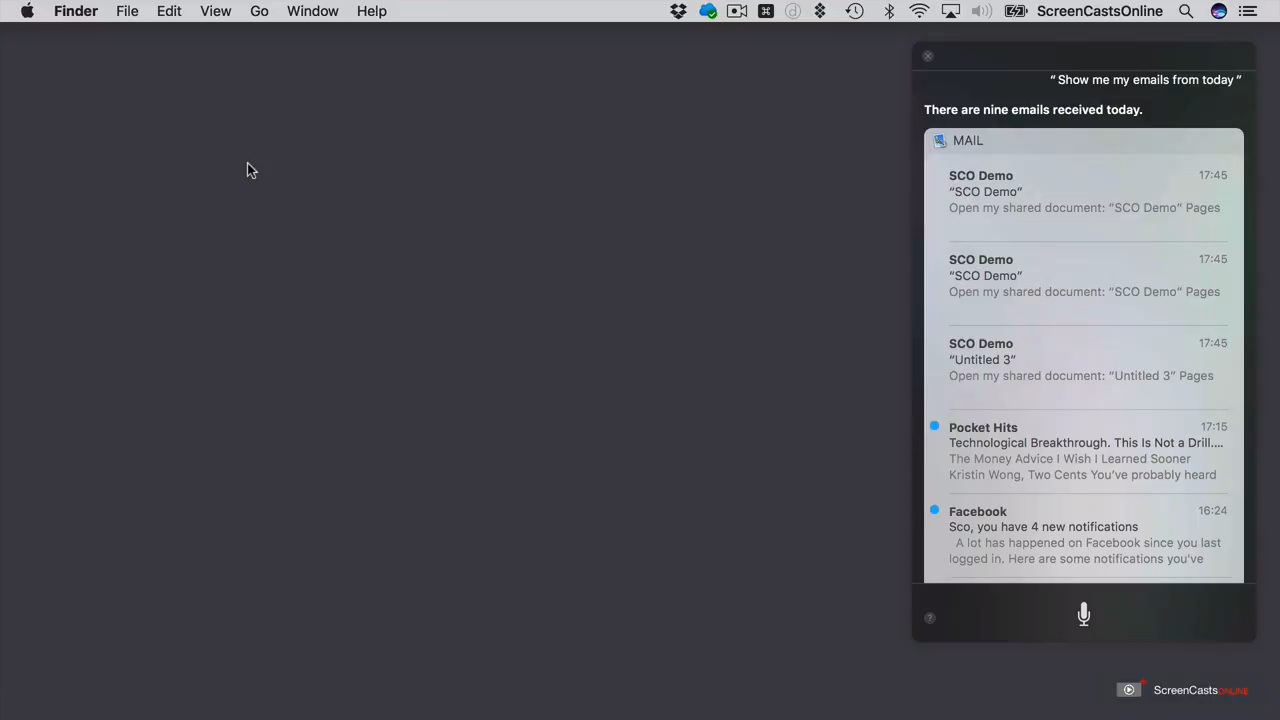 Finder File Edit View Go Window Help ScreenCastsOnline
“Show me my emails from today”
There are nine emails received today.
MAIL
SCO Demo 17:45
“SCO Demo”
Open my shared document: “SCO Demo” Pages
SCO Demo 17:45
“SCO Demo”
Open my shared document: “SCO Demo” Pages
SCO Demo 17:45
“Untitled 3”
Open my shared document: “Untitled 3” Pages
Pocket Hits 17:15
Technological Breakthrough. This Is Not a Drill....
The Money Advice I Wish I Learned Sooner
Kristin Wong, Two Cents You’ve probably heard
Facebook 16:24
Sco, you have 4 new notifications
A lot has happened on Facebook since you last
logged in. Here are some notifications you've
?
ScreenCastsONLINE